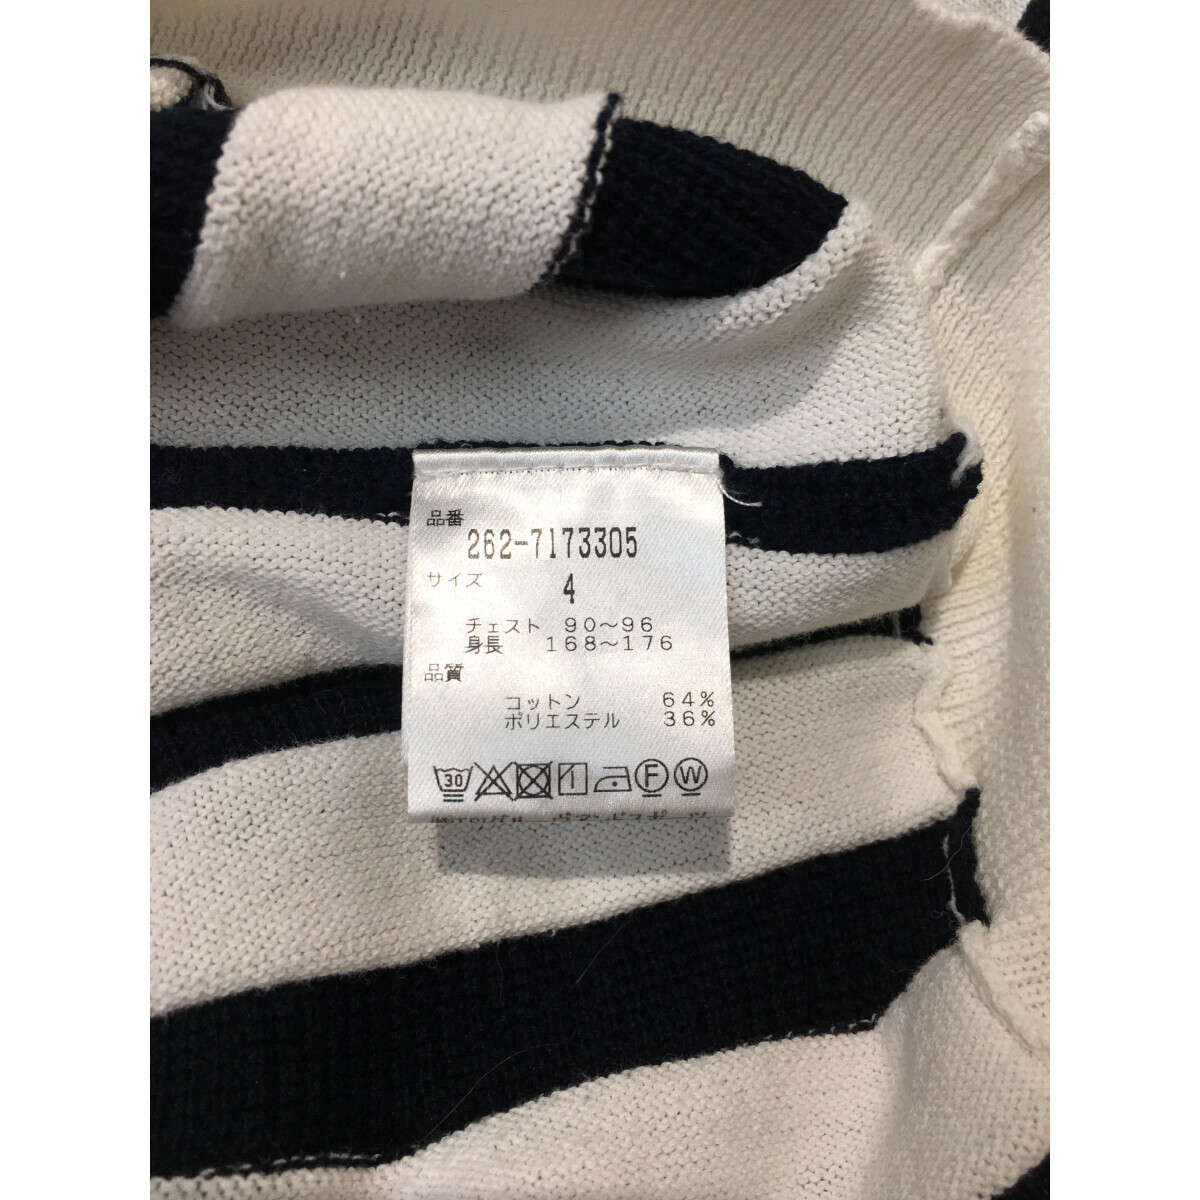 品番
262-7173305
サイズ 4
チェスト 90～96
身長 168～176
品質
コットン 64%
ポリエステル 36%
30 F W